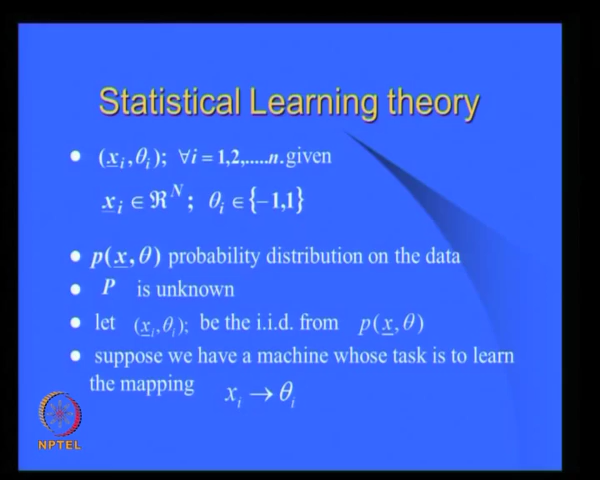 Statistical Learning theory
• (x_i, θ_i); ∀i = 1,2,.....n. given
x_i ∈ ℜ^N; θ_i ∈ {-1,1}
• p(x, θ) probability distribution on the data
• P is unknown
• let (x_i, θ_i); be the i.i.d. from p(x, θ)
• suppose we have a machine whose task is to learn
the mapping x_i → θ_i
NPTEL